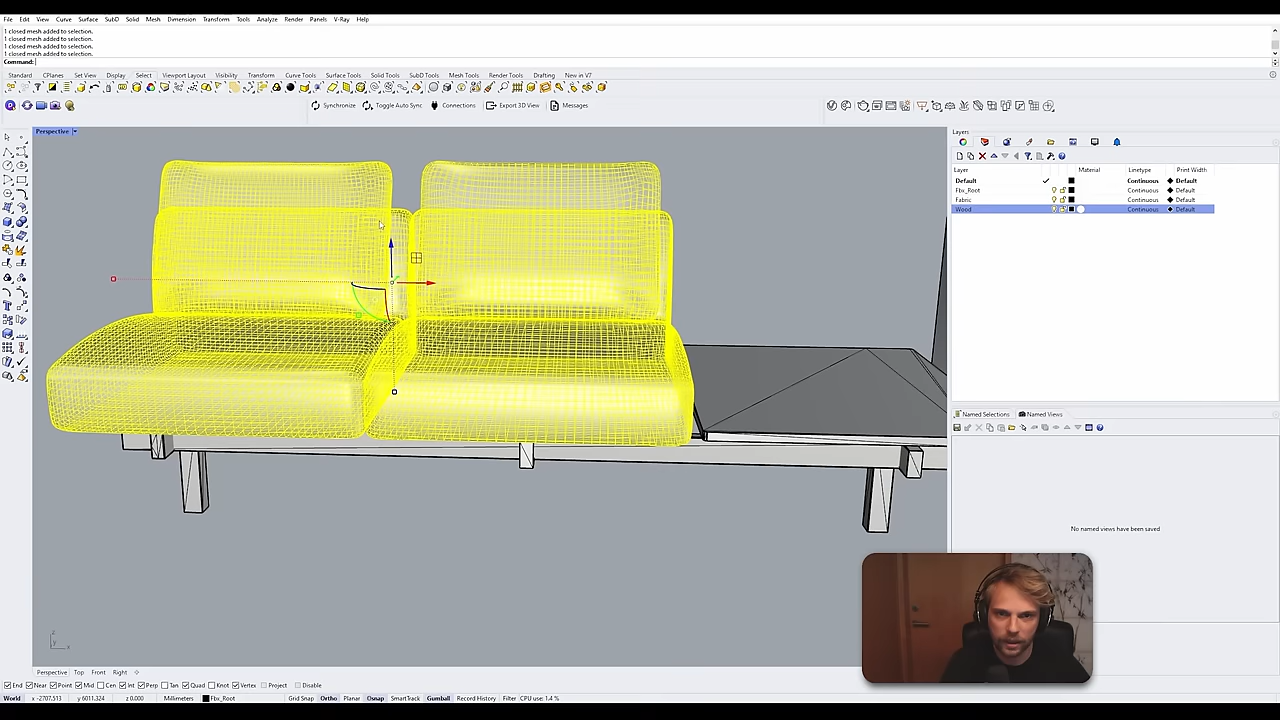 File Edit View Curve Surface SubD Solid Mesh Dimension Transform Tools Analyze Render Panels V-Ray Help
1 closed mesh added to selection.
1 closed mesh added to selection.
1 closed mesh added to selection.
1 closed mesh added to selection.
Command:
Standard CPlanes Set View Display Select Viewport Layout Visibility Transform Curve Tools Surface Tools Solid Tools SubD Tools Mesh Tools Render Tools Drafting New in V7
Synchronize Toggle Auto Sync Connections Export 3D View Messages
Perspective
Layers
Layer Material Linetype Print Width
Default Continuous Default
Fbx_Root Continuous Default
Fabric Continuous Default
Wood Continuous Default
Named Selections Named Views
No named views have been saved
Perspective Top Front Right
End Near Point Mid Cen Int Perp Tan Quad Knot Vertex Project Disable
World x -2707.513 y 6011.324 z 0.000 Millimeters Fbx_Root Grid Snap Ortho Planar Osnap SmartTrack Gumball Record History Filter CPU use: 1.4 %